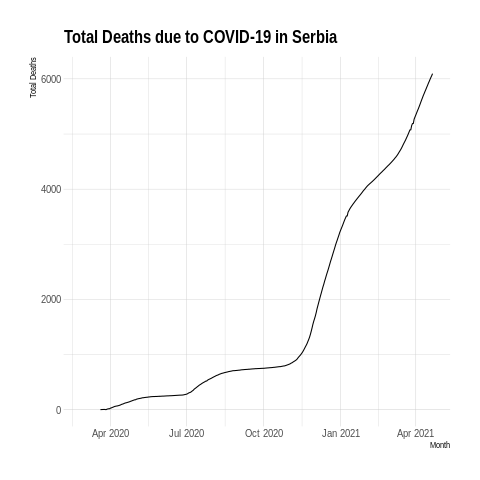 Total Deaths due to COVID-19 in Serbia
Total Deaths
6000
4000
2000
0
Apr 2020 Jul 2020 Oct 2020 Jan 2021 Apr 2021
Month